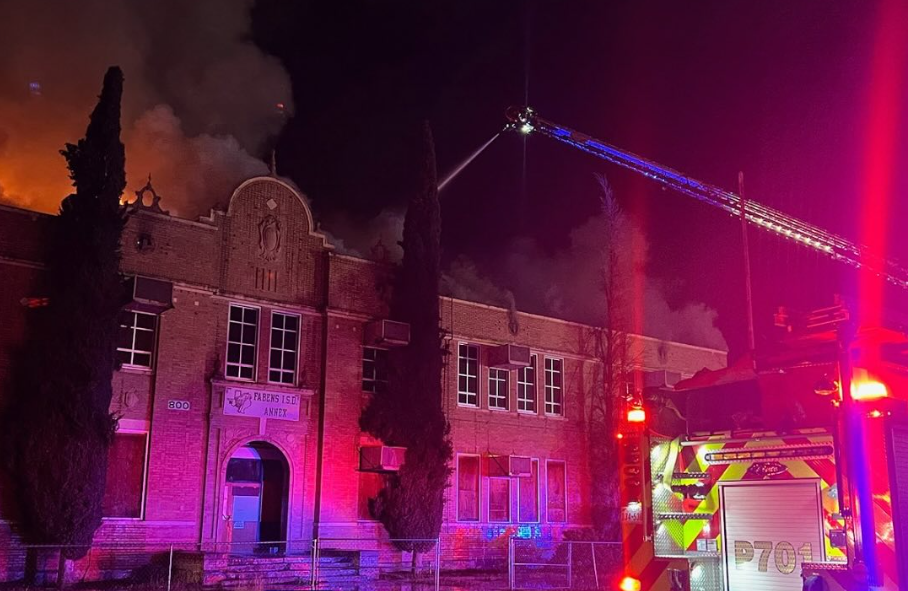 800
FABENS I.S.D.
ANNEX
P701